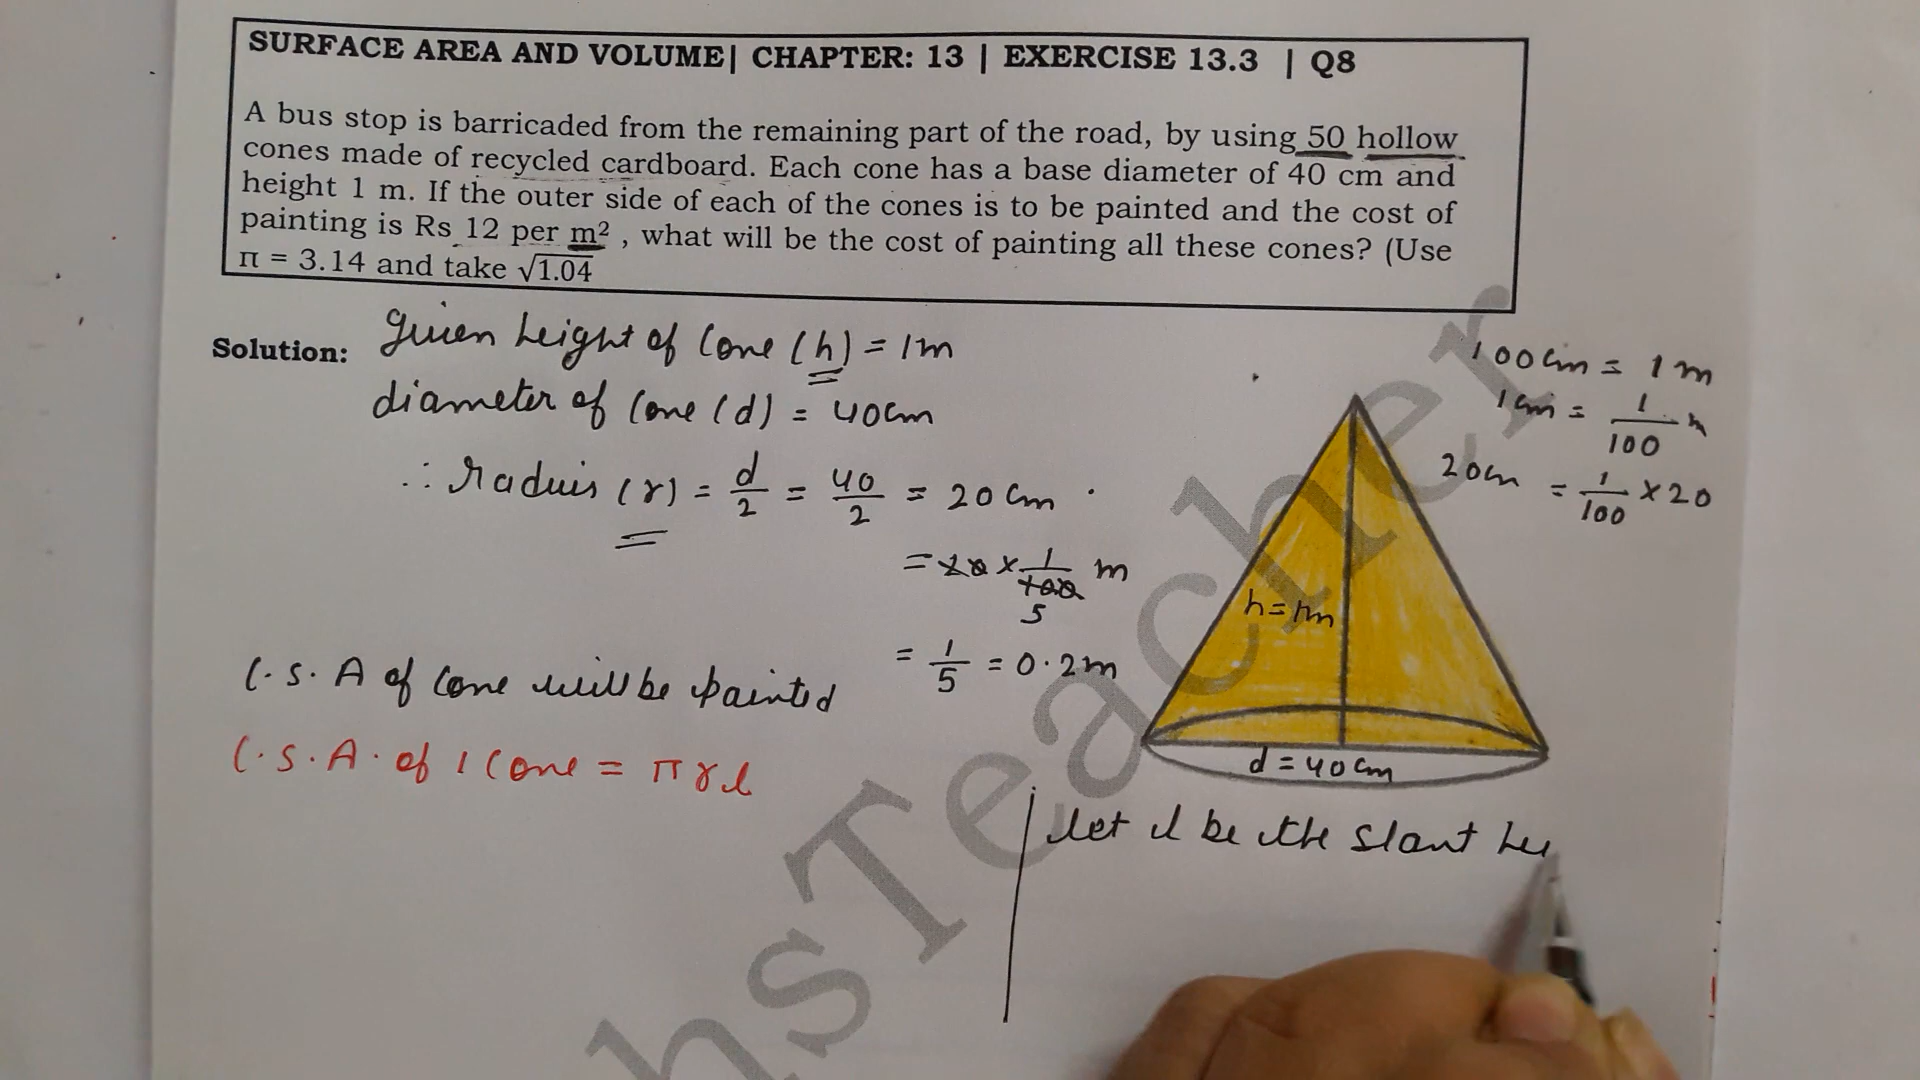 SURFACE AREA AND VOLUME| CHAPTER: 13 | EXERCISE 13.3 | Q8
A bus stop is barricaded from the remaining part of the road, by using 50 hollow
cones made of recycled cardboard. Each cone has a base diameter of 40 cm and
height 1 m. If the outer side of each of the cones is to be painted and the cost of
painting is Rs 12 per m² , what will be the cost of painting all these cones? (Use
π = 3.14 and take √1.04
Solution:
Given height of Cone (h) = 1m
diameter of Cone (d) = 40cm
∴ radius (r) = d/2 = 40/2 = 20 cm
= 20 × 1/100 m
5
= 1/5 = 0.2m
C.S.A of Cone will be painted
C.S.A. of 1 Cone = πrl
100cm = 1m
1cm = 1/100 m
20cm = 1/100 × 20
h=1m
d = 40cm
Let l be the slant hei
hsTeacher